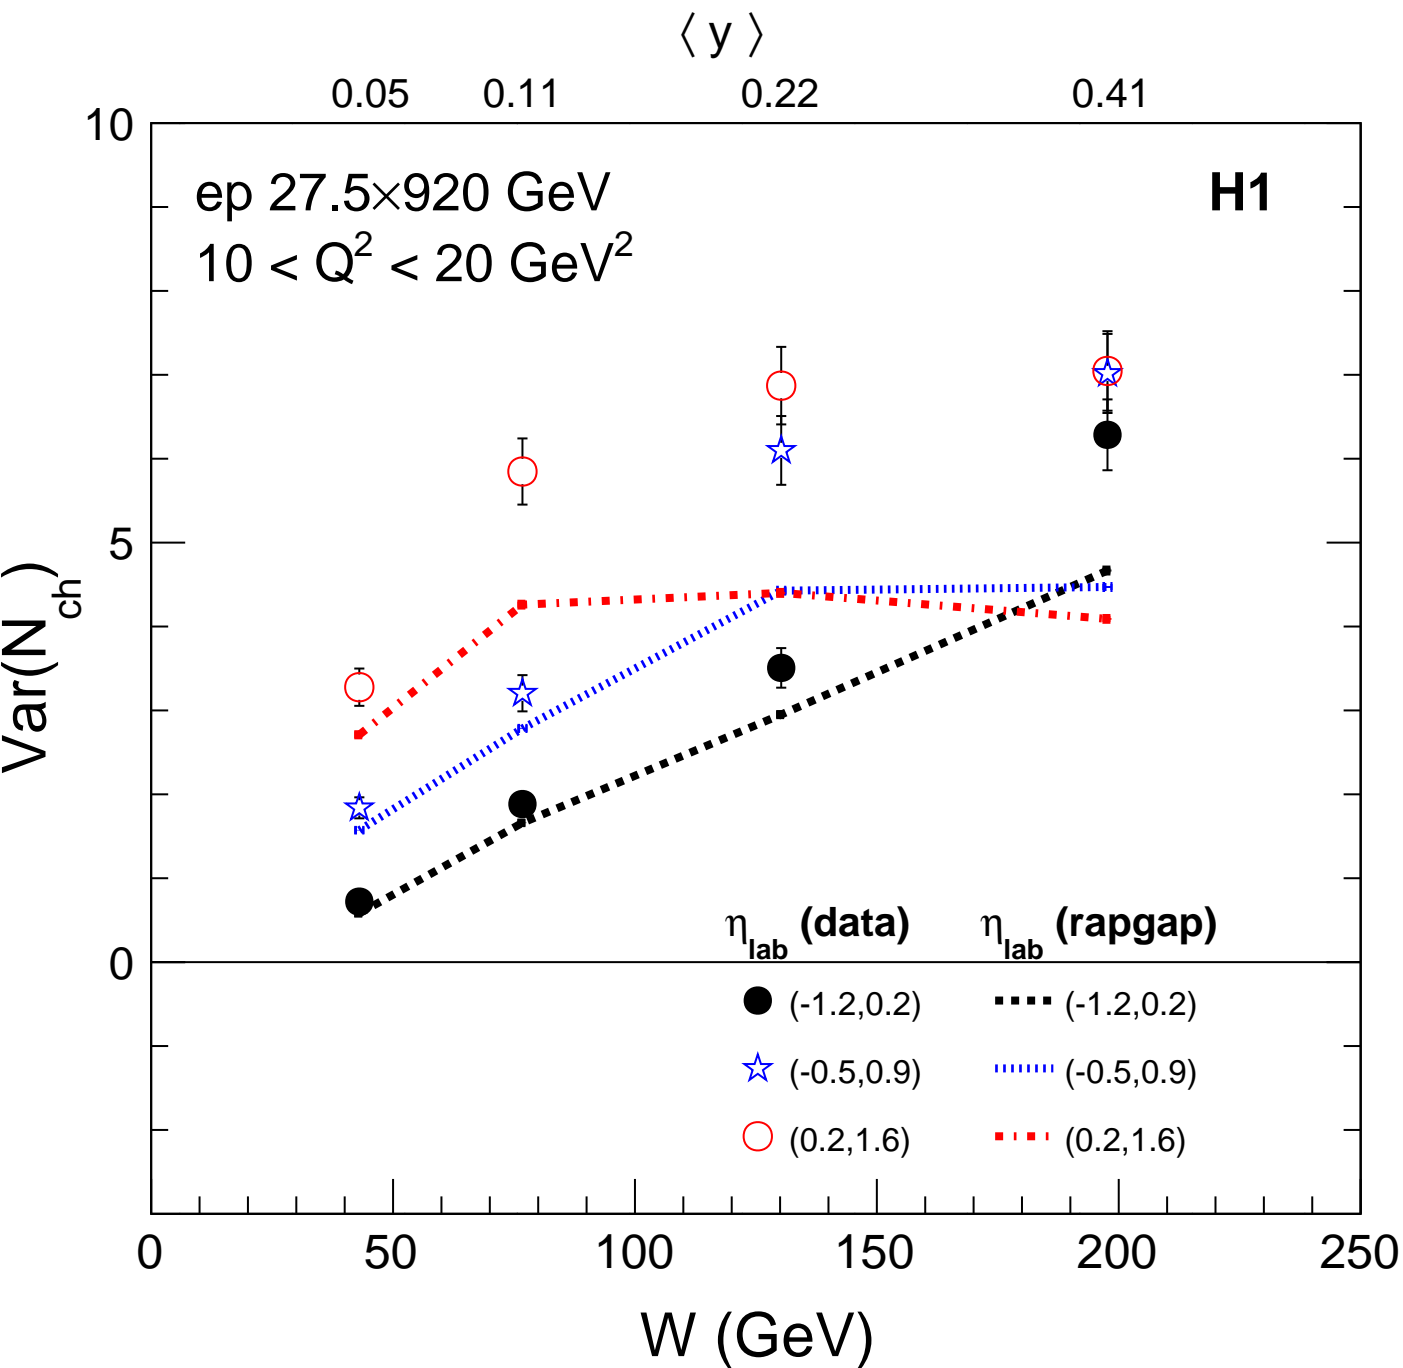 ⟨ y ⟩
0.05 0.11 0.22 0.41
10
ep 27.5×920 GeV
H1
10 < Q² < 20 GeV²
5
Var(N_ch)
η_lab (data) η_lab (rapgap)
0
(-1.2,0.2) (-1.2,0.2)
(-0.5,0.9) (-0.5,0.9)
(0.2,1.6) (0.2,1.6)
0 50 100 150 200 250
W (GeV)